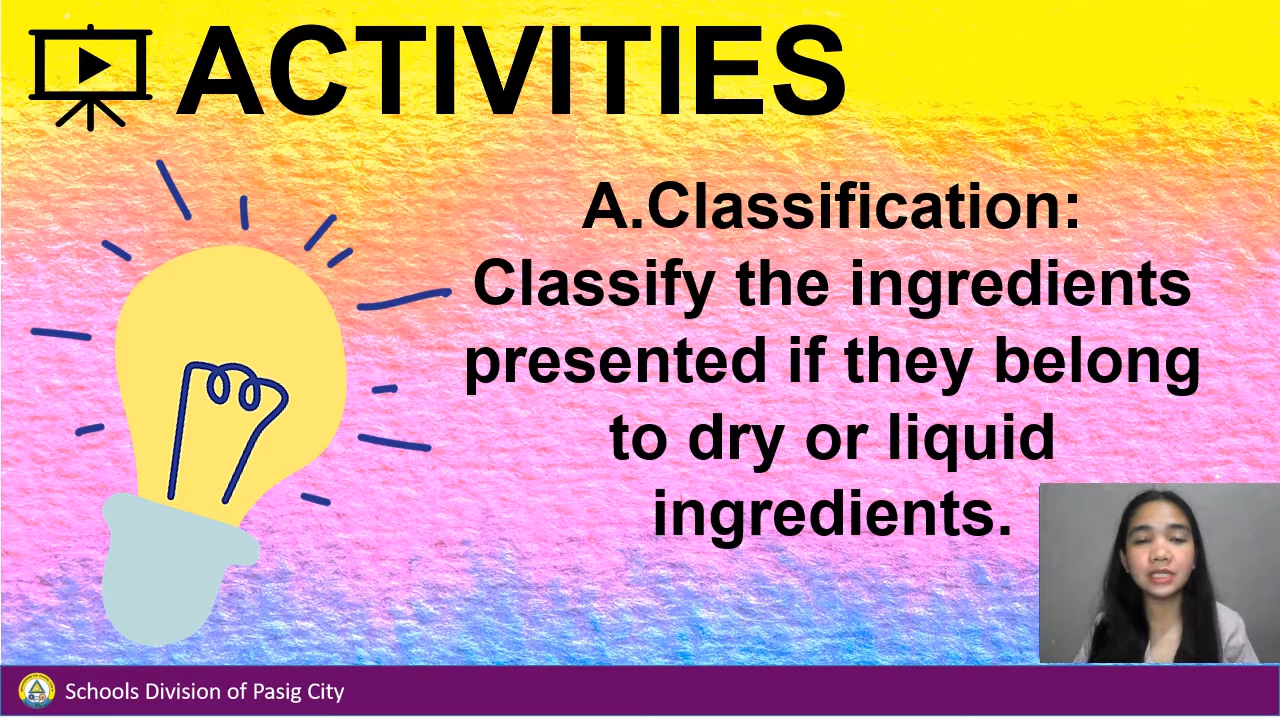 ACTIVITIES
A.Classification:
Classify the ingredients
presented if they belong
to dry or liquid
ingredients.
Schools Division of Pasig City